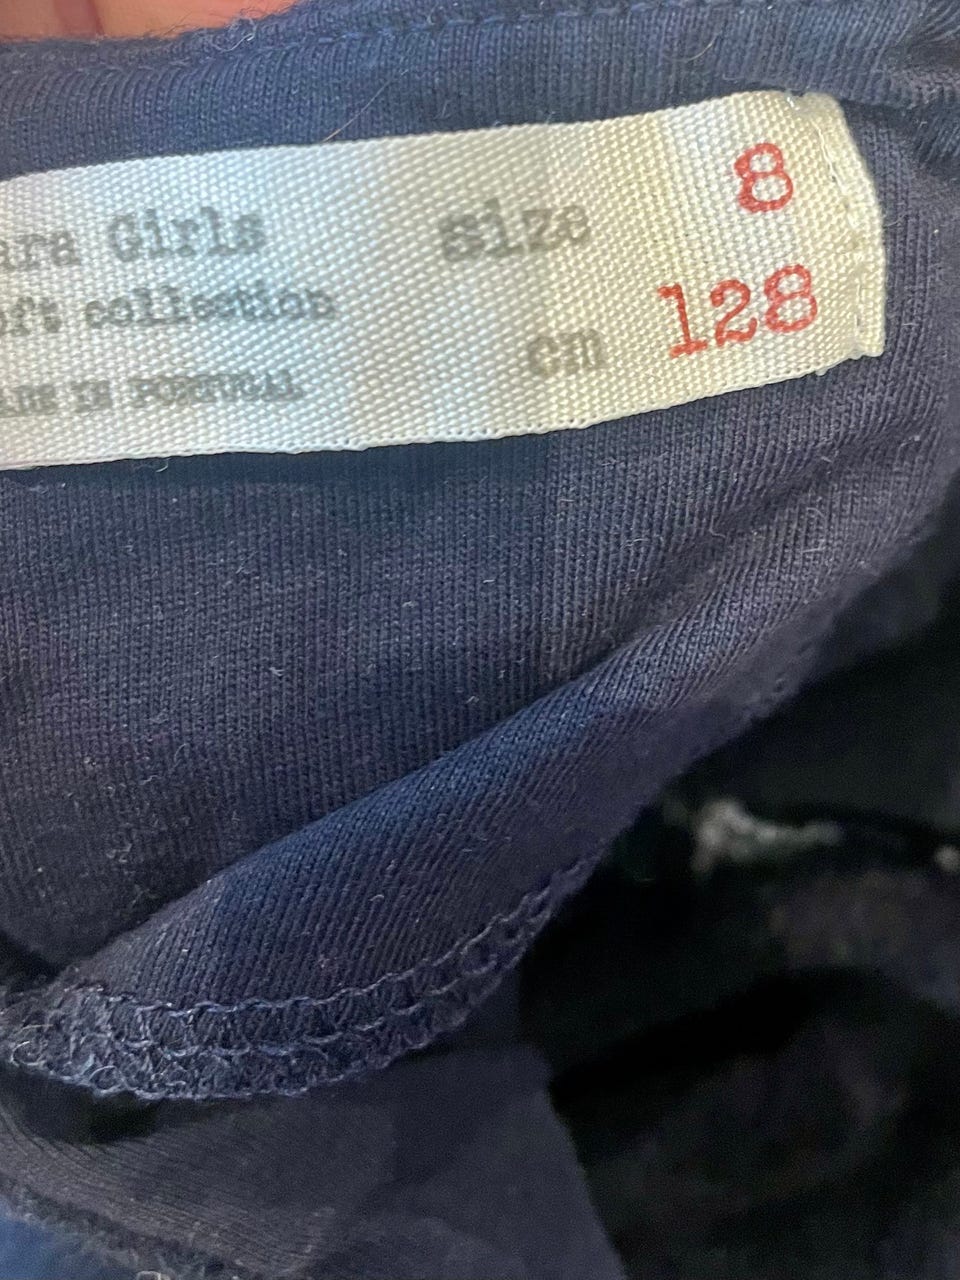 ara Girls size 8
oft collection cm 128
ADE IN PORTUGAL